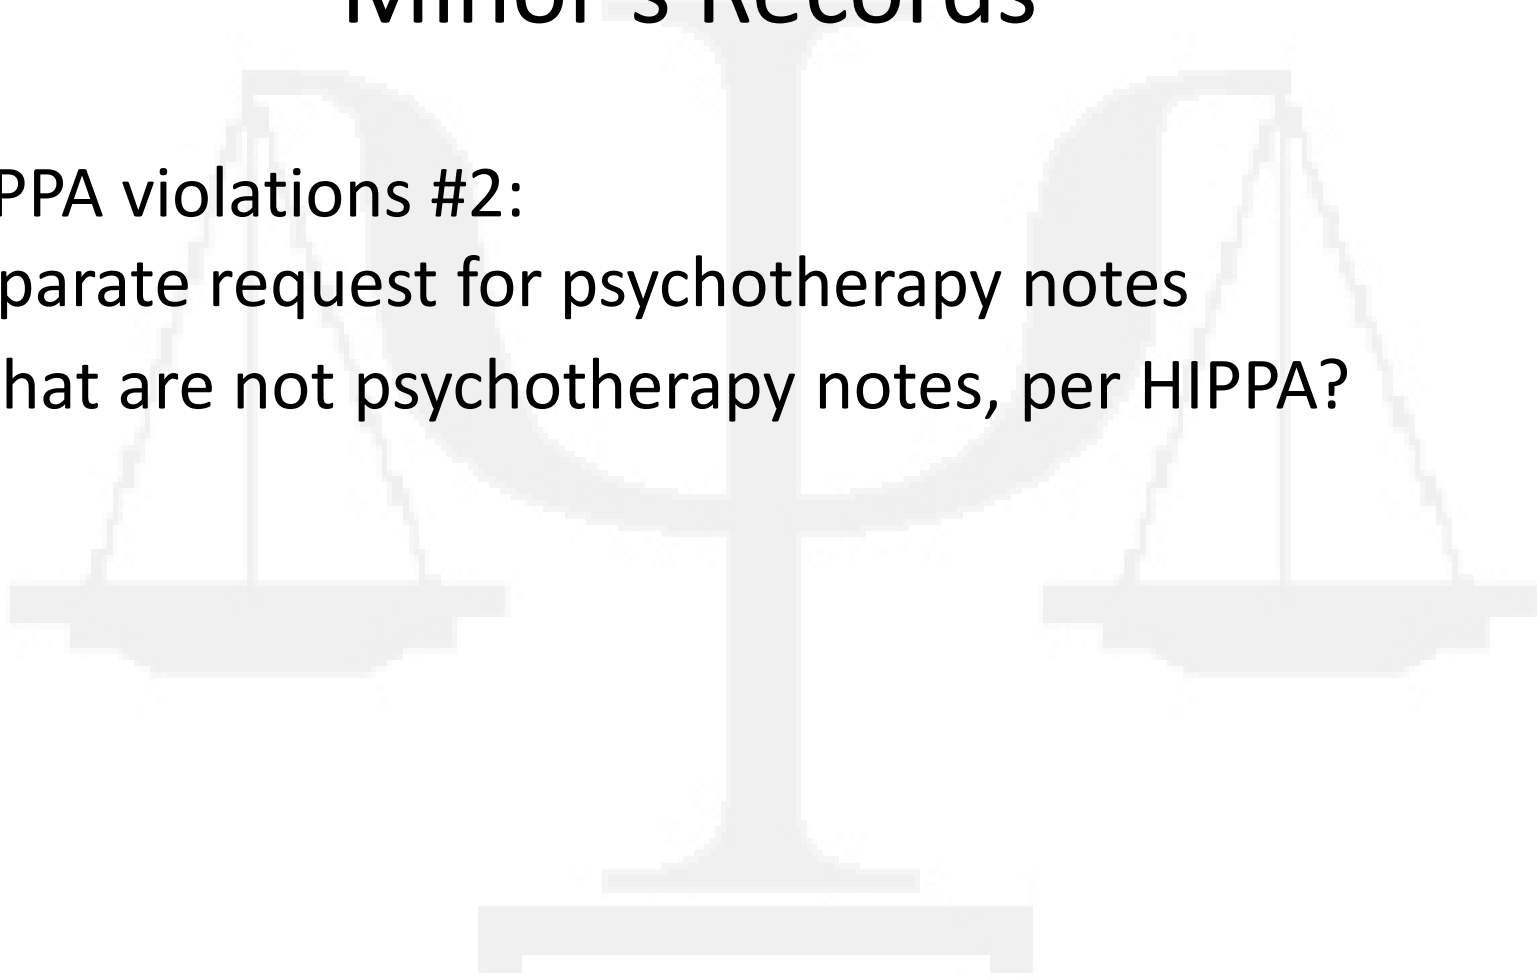 Minor's Records
PPA violations #2:
parate request for psychotherapy notes
hat are not psychotherapy notes, per HIPPA?